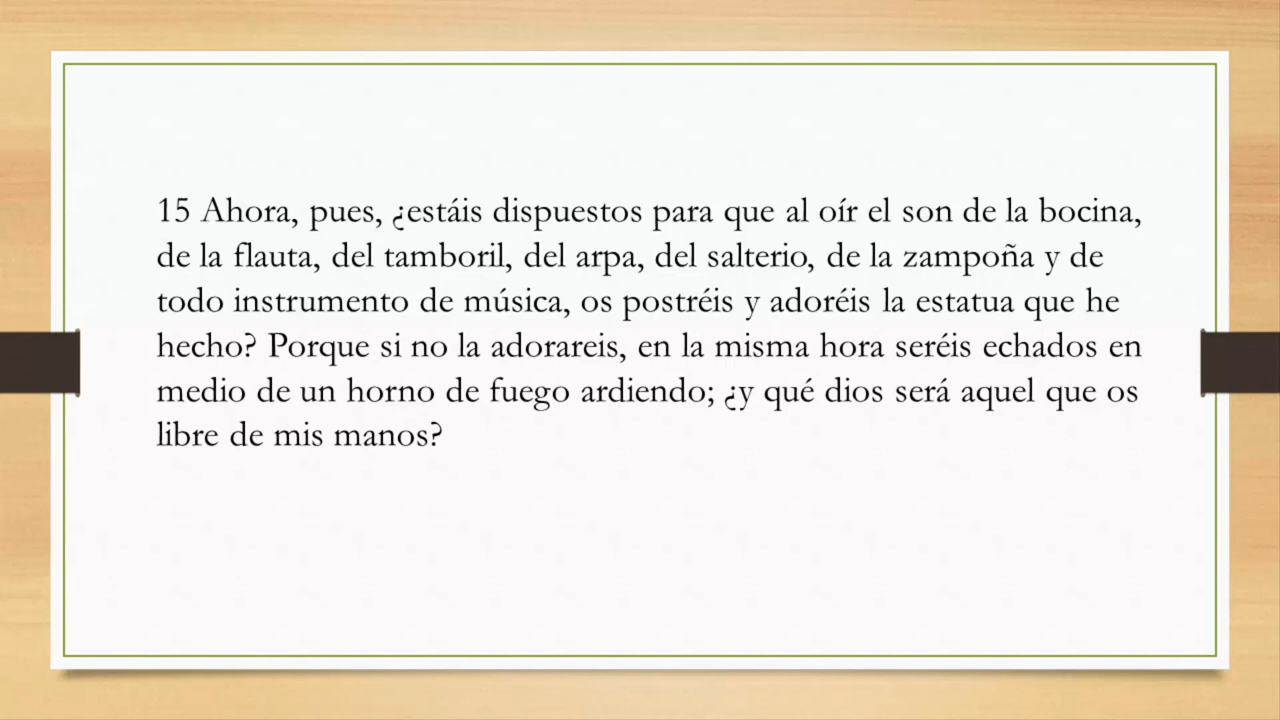 15 Ahora, pues, ¿estáis dispuestos para que al oír el son de la bocina,
de la flauta, del tamboril, del arpa, del salterio, de la zampoña y de
todo instrumento de música, os postréis y adoréis la estatua que he
hecho? Porque si no la adorareis, en la misma hora seréis echados en
medio de un horno de fuego ardiendo; ¿y qué dios será aquel que os
libre de mis manos?